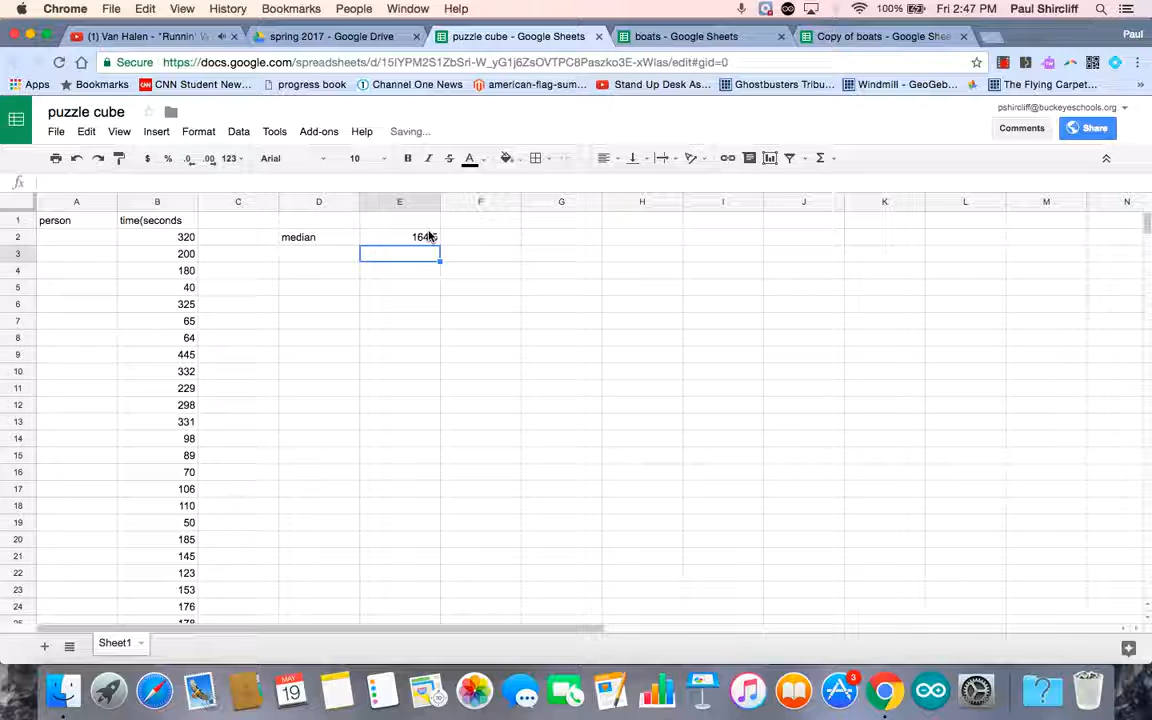 Chrome File Edit View History Bookmarks People Window Help 100% Fri 2:47 PM Paul Shircliff
(1) Van Halen - "Runnin' spring 2017 - Google Drive puzzle cube - Google Sheets boats - Google Sheets Copy of boats - Google Shee Paul
Secure https://docs.google.com/spreadsheets/d/
Apps Bookmarks CNN Student New... progress book Channel One News american-flag-sum... Stand Up Desk As... Ghostbusters Tribu... Windmill - GeoGeb... The Flying Carpet...
puzzle cube pshircliff@buckeyeschools.org
File Edit View Insert Format Data Tools Add-ons Help Saving... Comments Share
$ % .0 .00 123 Arial 10 B I S A Σ
fx
A B C D E F G H I J K L M N
1 person time(seconds
2 320 median
3 200
4 180
5 40
6 325
7 65
8 64
9 445
10 332
11 229
12 298
13 331
14 98
15 89
16 70
17 106
18 110
19 50
20 185
21 145
22 123
23 153
24 176
25 178
Sheet1
MAY
19
3